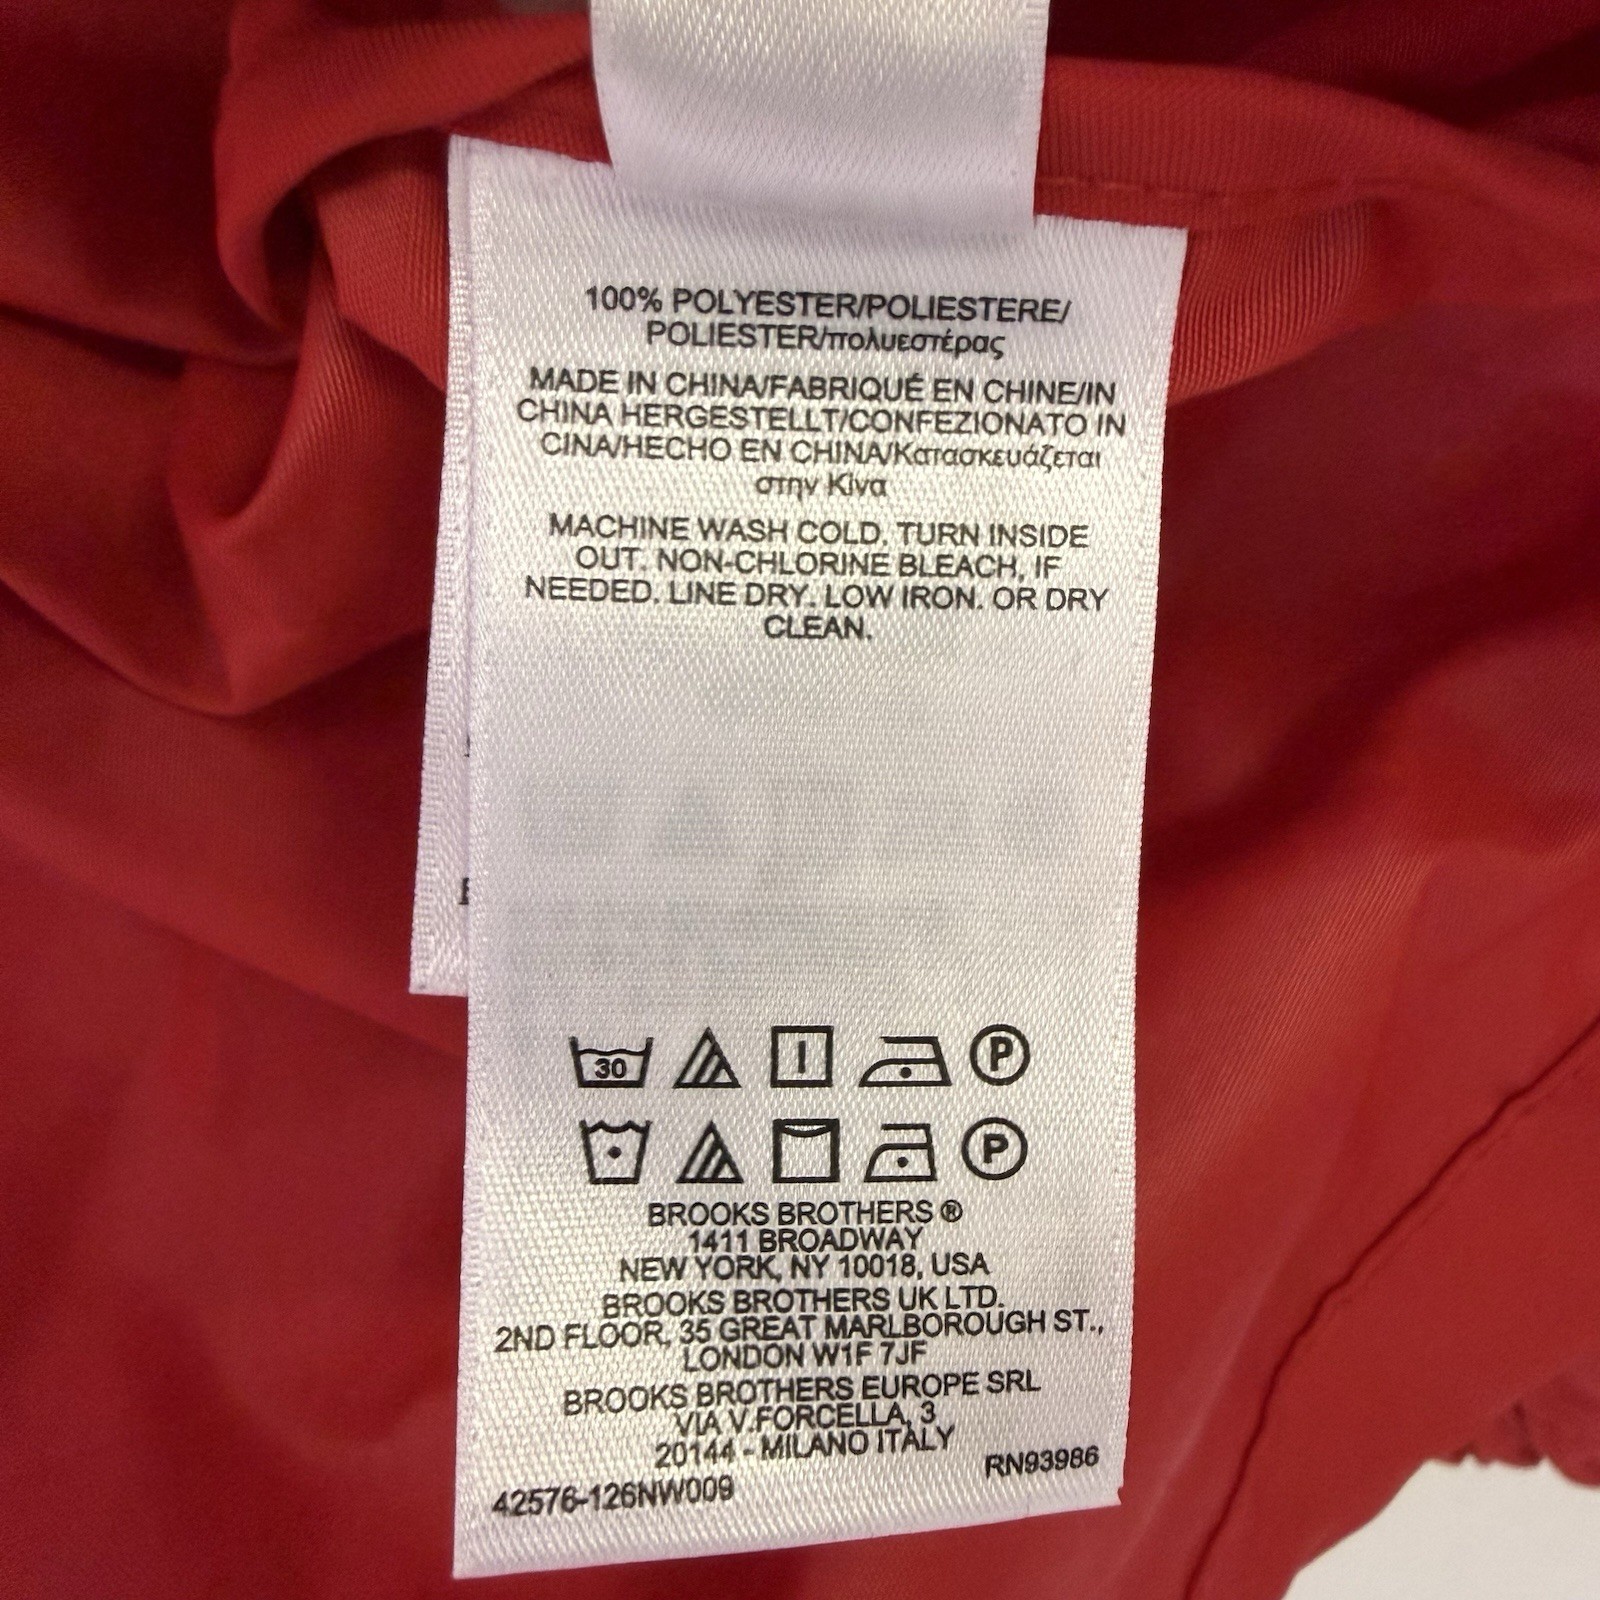 100% POLYESTER/POLIESTERE/
POLIESTER/πολυεστέρας
MADE IN CHINA/FABRIQUÉ EN CHINE/IN
CHINA HERGESTELLT/CONFEZIONATO IN
CINA/HECHO EN CHINA/Κατασκευάζεται
στην Κίνα
MACHINE WASH COLD. TURN INSIDE
OUT. NON-CHLORINE BLEACH, IF
NEEDED. LINE DRY. LOW IRON. OR DRY
CLEAN.
30 P
P
BROOKS BROTHERS ®
1411 BROADWAY
NEW YORK, NY 10018, USA
BROOKS BROTHERS UK LTD.
2ND FLOOR, 35 GREAT MARLBOROUGH ST.,
LONDON W1F 7JF
BROOKS BROTHERS EUROPE SRL
VIA V.FORCELLA, 3
20144 - MILANO ITALY
RN93986
42576-126NW009